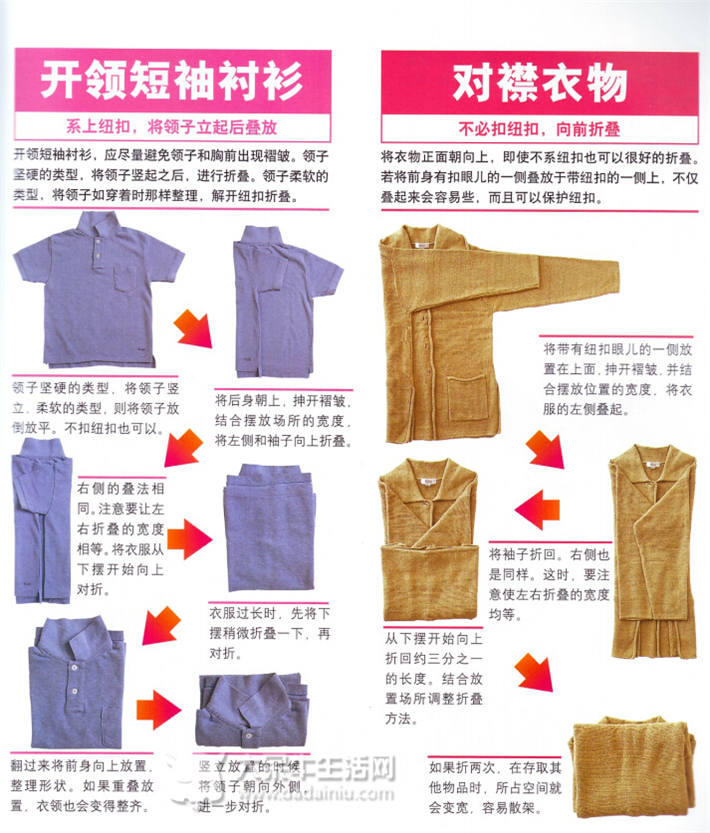 开领短袖衬衫
系上纽扣，将领子立起后叠放
开领短袖衬衫，应尽量避免领子和胸前出现褶皱。领子
坚硬的类型，将领子竖起之后，进行折叠。领子柔软的
类型，将领子如穿着时那样整理，解开纽扣折叠。
领子坚硬的类型，将领子竖
立，柔软的类型，则将领子放
倒放平。不扣纽扣也可以。
将后身朝上，抻开褶皱，
结合摆放场所的宽度，
将左侧和袖子向上折叠。
右侧的叠法相
同。注意要让左
右折叠的宽度
相等。将衣服从
下摆开始向上
对折。
衣服过长时，先将下
摆稍微折叠一下，再
对折。
翻过来将前身向上放置，
整理形状。如果重叠放
置，衣领也会变得整齐。
竖立放置的时候，
将领子朝向外侧，
进一步对折。
对襟衣物
不必扣纽扣，向前折叠
将衣物正面朝向上，即使不系纽扣也可以很好的折叠。
若将前身有扣眼儿的一侧叠放于带纽扣的一侧上，不仅
叠起来会容易些，而且可以保护纽扣。
将带有纽扣眼儿的一侧放
置在上面，抻开褶皱，并结
合摆放位置的宽度，将衣
服的左侧叠起。
将袖子折回。右侧也
是同样。这时，要注
意使左右折叠的宽度
均等。
从下摆开始向上
折回约三分之一
的长度。结合放
置场所调整折叠
方法。
如果折两次，在存取其
他物品时，所占空间就
会变宽，容易散架。
生活网
www.dadainiu.com